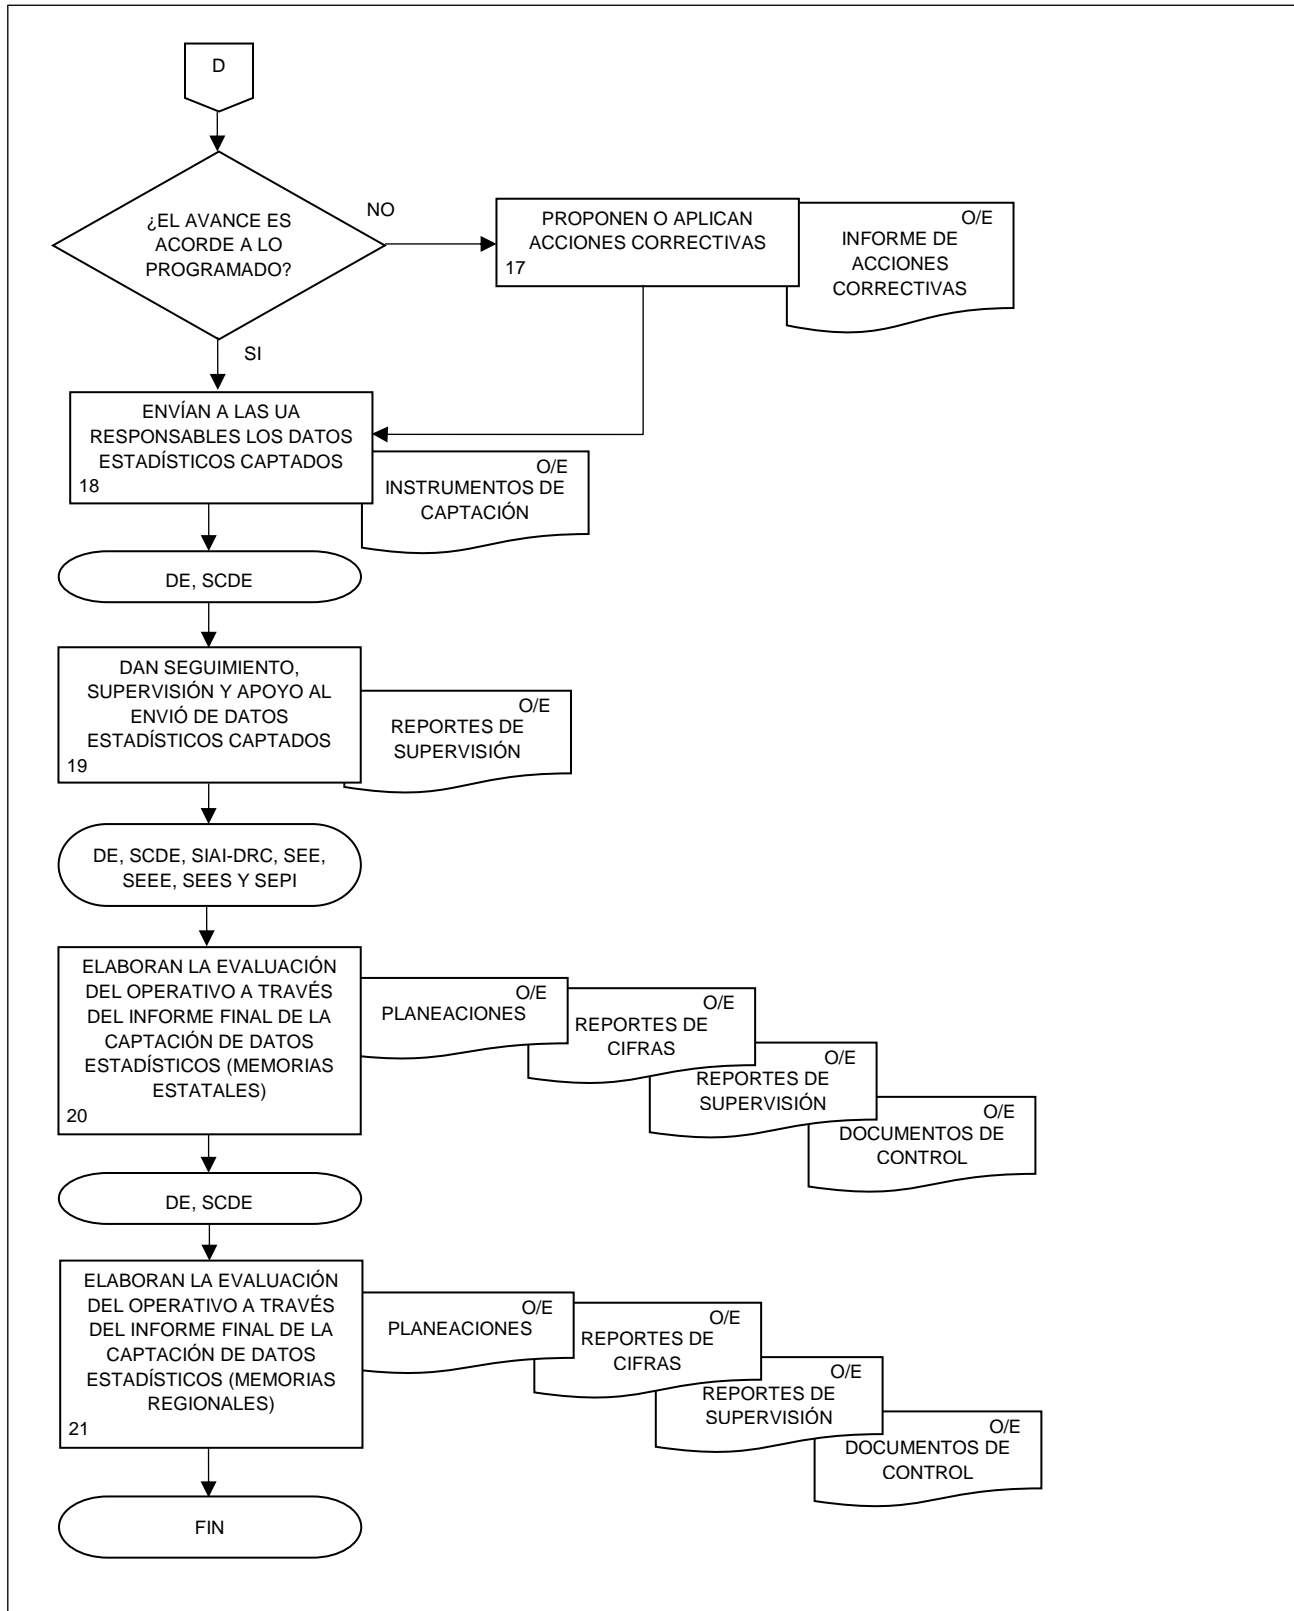 D
¿EL AVANCE ES
ACORDE A LO
PROGRAMADO?
NO
PROPONEN O APLICAN
ACCIONES CORRECTIVAS
17
O/E
INFORME DE
ACCIONES
CORRECTIVAS
SI
ENVÍAN A LAS UA
RESPONSABLES LOS DATOS
ESTADÍSTICOS CAPTADOS
18
O/E
INSTRUMENTOS DE
CAPTACIÓN
DE, SCDE
DAN SEGUIMIENTO,
SUPERVISIÓN Y APOYO AL
ENVIÓ DE DATOS
ESTADÍSTICOS CAPTADOS
19
O/E
REPORTES DE
SUPERVISIÓN
DE, SCDE, SIAI-DRC, SEE,
SEEE, SEES Y SEPI
ELABORAN LA EVALUACIÓN
DEL OPERATIVO A TRAVÉS
DEL INFORME FINAL DE LA
CAPTACIÓN DE DATOS
ESTADÍSTICOS (MEMORIAS
ESTATALES)
20
O/E
PLANEACIONES
O/E
REPORTES DE
CIFRAS
O/E
REPORTES DE
SUPERVISIÓN
O/E
DOCUMENTOS DE
CONTROL
DE, SCDE
ELABORAN LA EVALUACIÓN
DEL OPERATIVO A TRAVÉS
DEL INFORME FINAL DE LA
CAPTACIÓN DE DATOS
ESTADÍSTICOS (MEMORIAS
REGIONALES)
21
O/E
PLANEACIONES
O/E
REPORTES DE
CIFRAS
O/E
REPORTES DE
SUPERVISIÓN
O/E
DOCUMENTOS DE
CONTROL
FIN